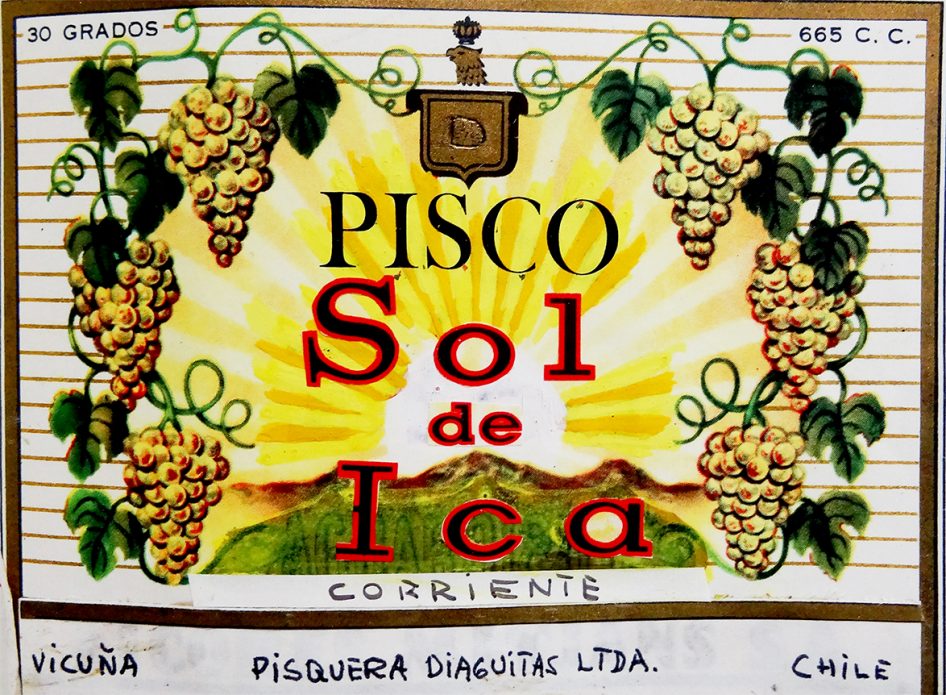 30 GRADOS 665 C. C.
D
PISCO
Sol
de
Ica
CORRIENTE
VICUÑA PISQUERA DIAGUITAS LTDA. CHILE